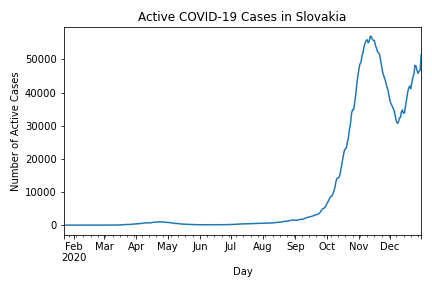 Active COVID-19 Cases in Slovakia
Number of Active Cases
50000
40000
30000
20000
10000
0
Feb Mar Apr May Jun Jul Aug Sep Oct Nov Dec
2020
Day